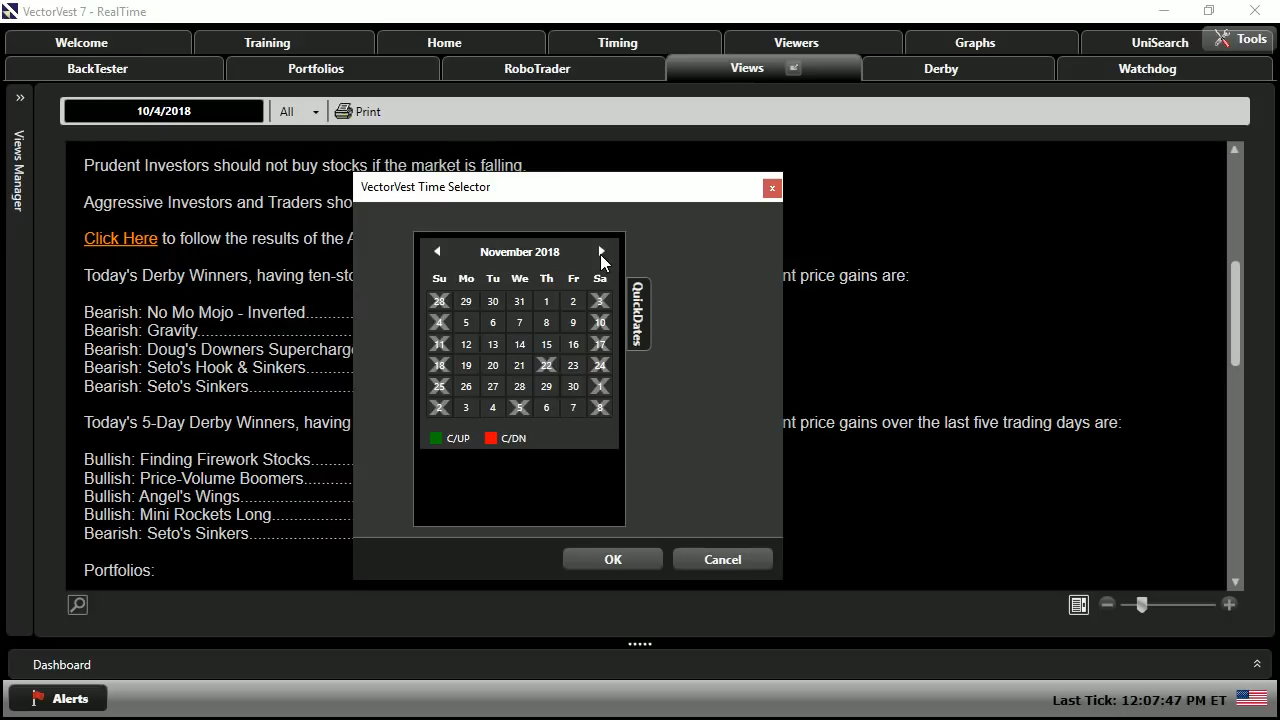 VectorVest 7 - RealTime
Welcome Training Home Timing Viewers Graphs UniSearch Tools
BackTester Portfolios RoboTrader Views Derby Watchdog
Views Manager
10/4/2018 All Print
Prudent Investors should not buy stocks if the market is falling.
Aggressive Investors and Traders sho
Click Here to follow the results of the A
Today's Derby Winners, having ten-sto nt price gains are:
Bearish: No Mo Mojo - Inverted
Bearish: Gravity
Bearish: Doug's Downers Supercharge
Bearish: Seto's Hook & Sinkers
Bearish: Seto's Sinkers
Today's 5-Day Derby Winners, having nt price gains over the last five trading days are:
Bullish: Finding Firework Stocks
Bullish: Price-Volume Boomers
Bullish: Angel's Wings
Bullish: Mini Rockets Long
Bearish: Seto's Sinkers
Portfolios:
VectorVest Time Selector
November 2018
Su Mo Tu We Th Fr Sa
28 29 30 31 1 2 3
4 5 6 7 8 9 10
11 12 13 14 15 16 17
18 19 20 21 22 23 24
25 26 27 28 29 30 1
2 3 4 5 6 7 8
C/UP C/DN
QuickDates
OK Cancel
Dashboard
Alerts
Last Tick: 12:07:47 PM ET